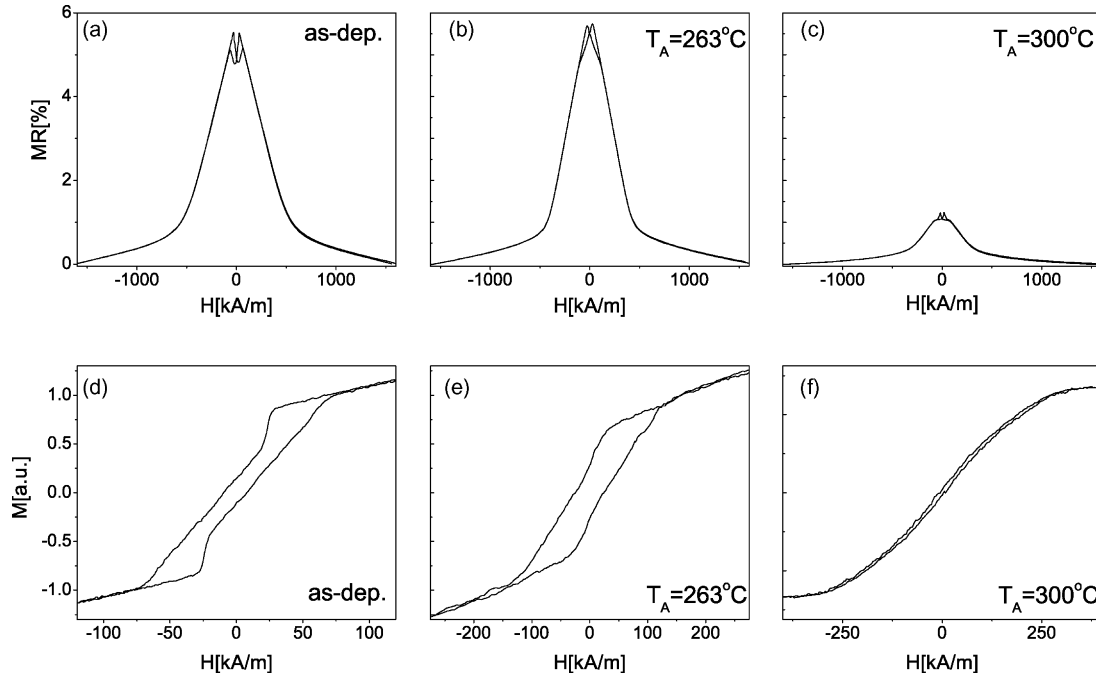 (a) as-dep.
(b) T_A=263°C
(c) T_A=300°C
MR[%]
6
4
2
0
-1000 0 1000
-1000 0 1000
-1000 0 1000
H[kA/m]
H[kA/m]
H[kA/m]
(d)
(e)
(f)
M[a.u.]
1.0
0.5
0.0
-0.5
-1.0
as-dep.
T_A=263°C
T_A=300°C
-100 -50 0 50 100
-200 -100 0 100 200
-250 0 250
H[kA/m]
H[kA/m]
H[kA/m]